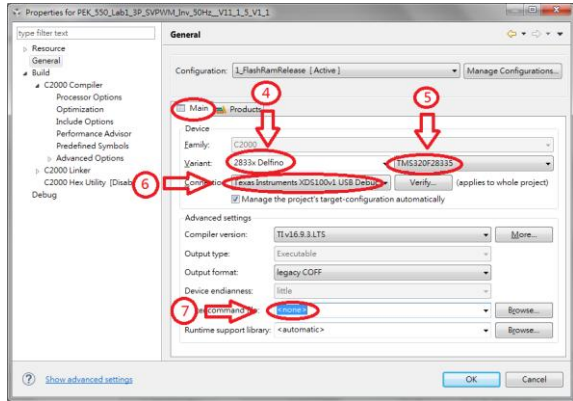 Properties for PEK_550_Lab1_3P_SVPWM_Inv_50Hz_V11_1_5_V1_1
type filter text
General
Resource
General
Build
C2000 Compiler
Processor Options
Optimization
Include Options
Performance Advisor
Predefined Symbols
Advanced Options
C2000 Linker
C2000 Hex Utility [Disab
Debug
Configuration: 1_FlashRamRelease [ Active ] Manage Configurations...
4
5
Main Products
Device
Family: C2000
Variant: 2833x Delfino TMS320F28335
6
Connection: Texas Instruments XDS100v1 USB Debug Verify... (applies to whole project)
Manage the project's target-configuration automatically
Advanced settings
Compiler version: TI v16.9.3.LTS More...
Output type: Executable
Output format: legacy COFF
Device endianness: little
7
command file: <none> Browse...
Runtime support library: <automatic> Browse...
? Show advanced settings OK Cancel